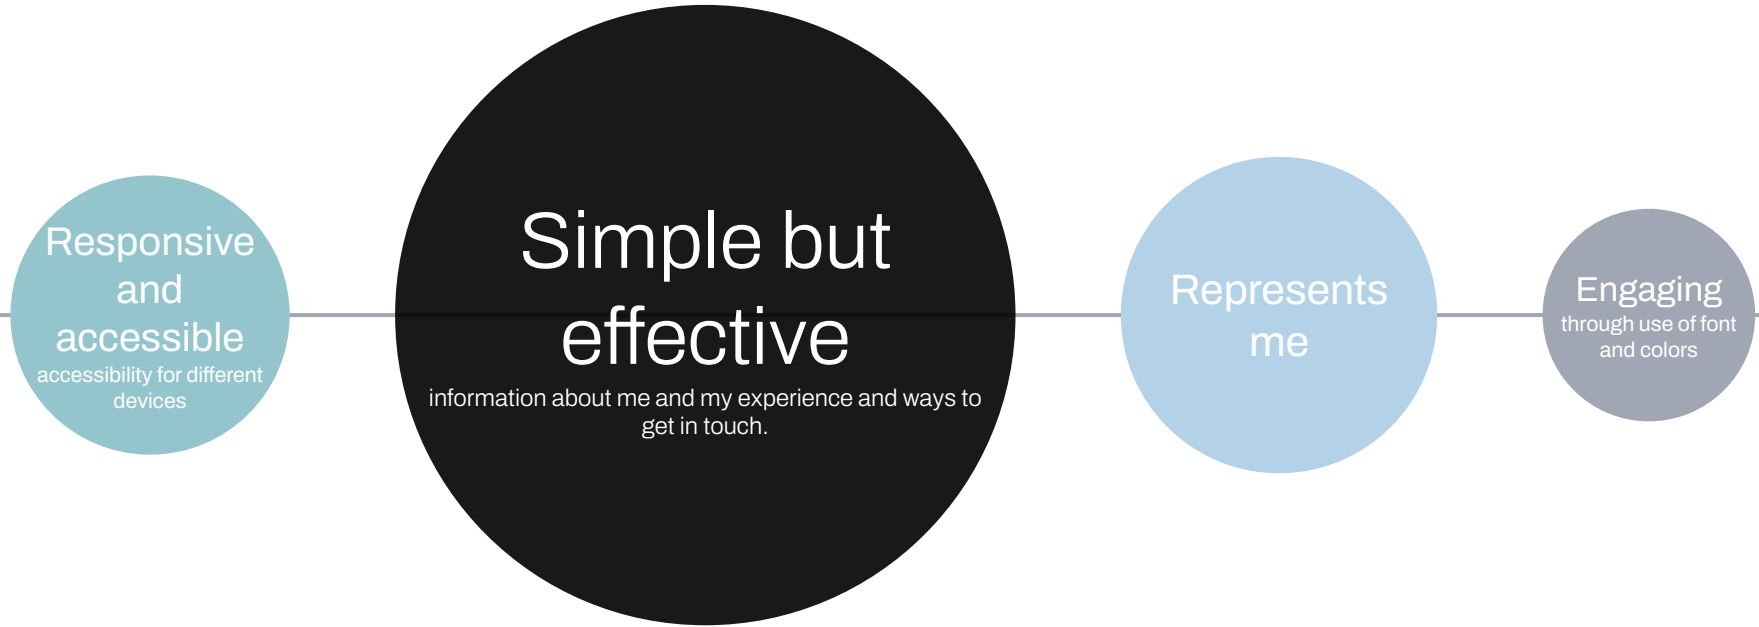 Responsive
and
accessible
accessibility for different
devices
Simple but
effective
information about me and my experience and ways to
get in touch.
Represents
me
Engaging
through use of font
and colors